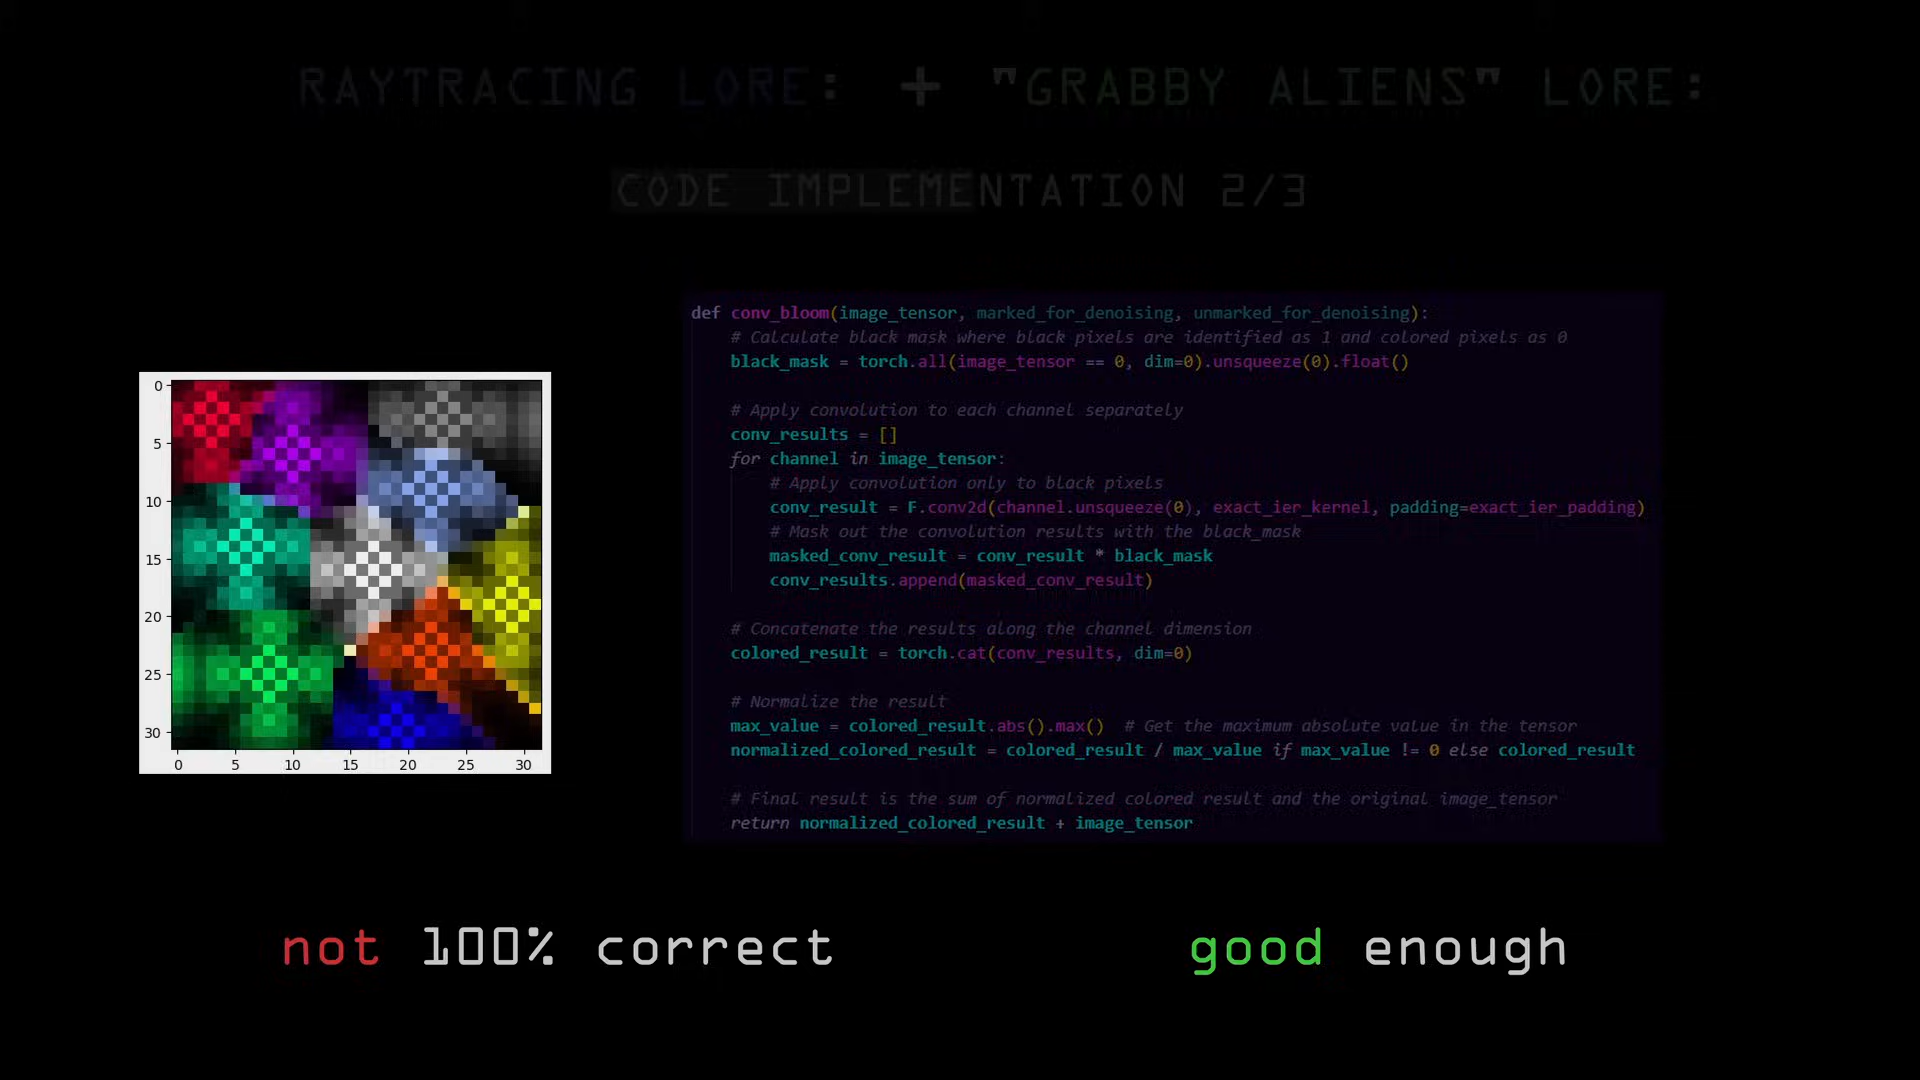 RAYTRACING LORE: + "GRABBY ALIENS" LORE:
CODE IMPLEMENTATION 2/3
def conv_bloom(image_tensor, marked_for_denoising, unmarked_for_denoising):
# Calculate black mask where black pixels are identified as 1 and colored pixels as 0
black_mask = torch.all(image_tensor == 0, dim=0).unsqueeze(0).float()
# Apply convolution to each channel separately
conv_results = []
for channel in image_tensor:
# Apply convolution only to black pixels
conv_result = F.conv2d(channel.unsqueeze(0), exact_ier_kernel, padding=exact_ier_padding)
# Mask out the convolution results with the black_mask
masked_conv_result = conv_result * black_mask
conv_results.append(masked_conv_result)
# Concatenate the results along the channel dimension
colored_result = torch.cat(conv_results, dim=0)
# Normalize the result
max_value = colored_result.abs().max()  # Get the maximum absolute value in the tensor
normalized_colored_result = colored_result / max_value if max_value != 0 else colored_result
# Final result is the sum of normalized colored result and the original image_tensor
return normalized_colored_result + image_tensor
0
5
10
15
20
25
30
0 5 10 15 20 25 30
not 100% correct
good enough